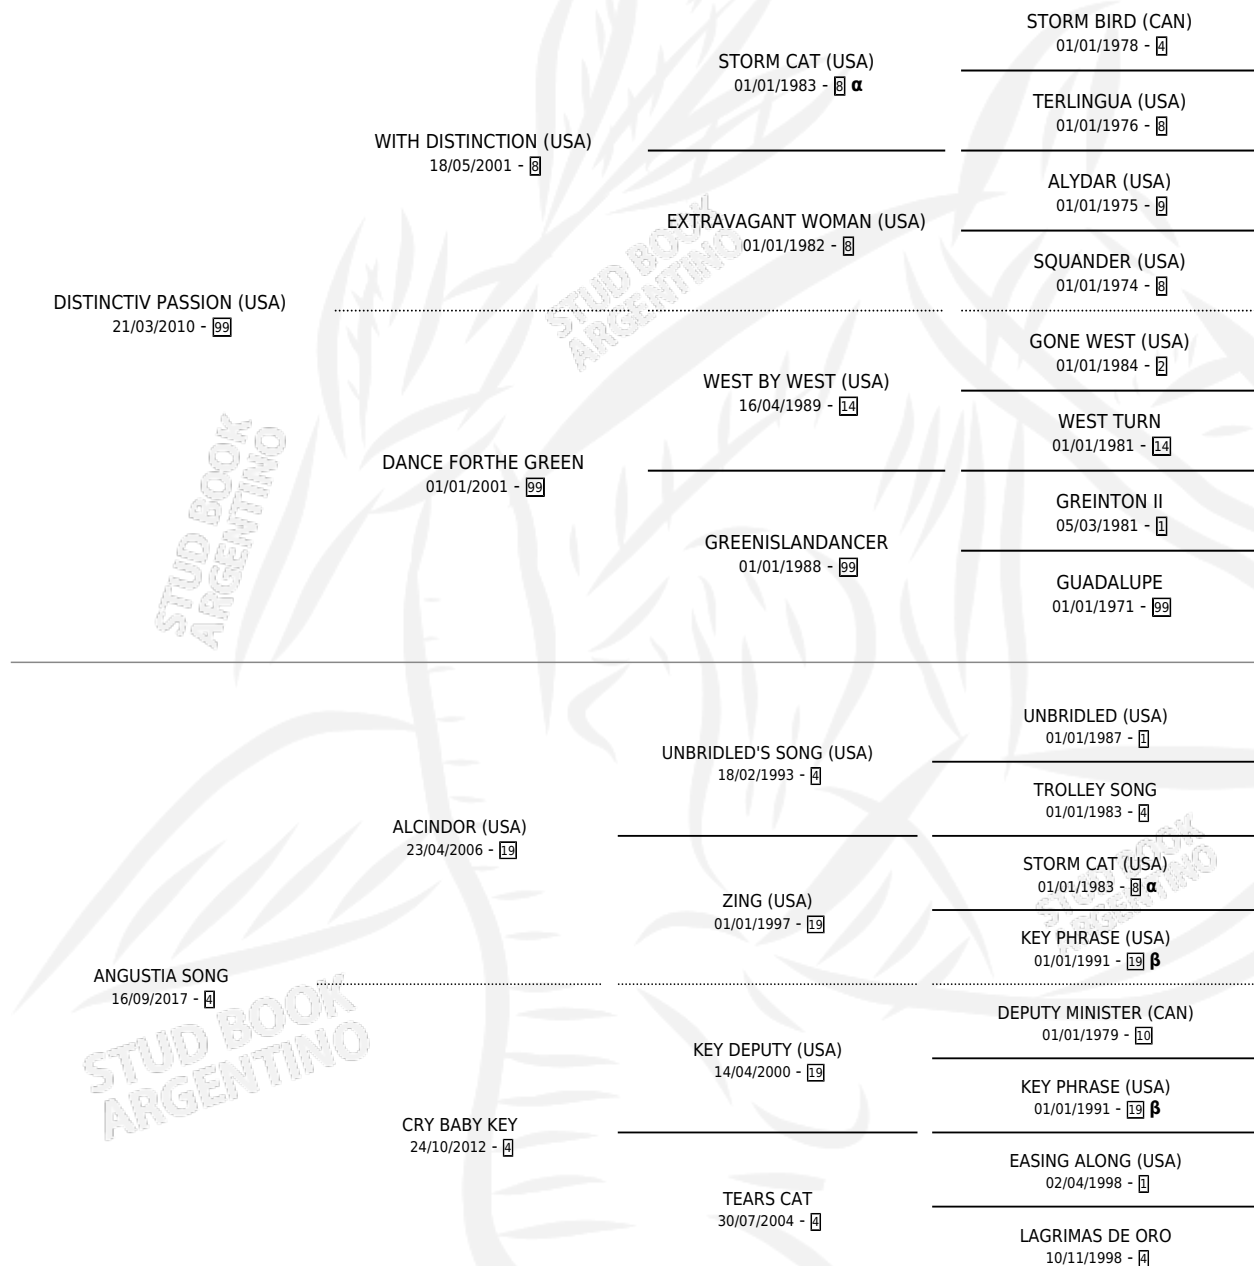 STORM BIRD (CAN)
01/01/1978 - 4
STORM CAT (USA)
01/01/1983 - 8 α
TERLINGUA (USA)
01/01/1976 - 8
WITH DISTINCTION (USA)
18/05/2001 - 8
ALYDAR (USA)
01/01/1975 - 9
EXTRAVAGANT WOMAN (USA)
01/01/1982 - 8
SQUANDER (USA)
01/01/1974 - 8
DISTINCTIV PASSION (USA)
21/03/2010 - 99
GONE WEST (USA)
01/01/1984 - 2
WEST BY WEST (USA)
16/04/1989 - 14
WEST TURN
01/01/1981 - 14
DANCE FORTHE GREEN
01/01/2001 - 99
GREINTON II
05/03/1981 - 1
GREENISLANDANCER
01/01/1988 - 99
GUADALUPE
01/01/1971 - 99
UNBRIDLED (USA)
01/01/1987 - 1
UNBRIDLED'S SONG (USA)
18/02/1993 - 4
TROLLEY SONG
01/01/1983 - 4
ALCINDOR (USA)
23/04/2006 - 19
STORM CAT (USA)
01/01/1983 - 8 α
ZING (USA)
01/01/1997 - 19
KEY PHRASE (USA)
01/01/1991 - 19 β
ANGUSTIA SONG
16/09/2017 - 4
DEPUTY MINISTER (CAN)
01/01/1979 - 10
KEY DEPUTY (USA)
14/04/2000 - 19
KEY PHRASE (USA)
01/01/1991 - 19 β
CRY BABY KEY
24/10/2012 - 4
EASING ALONG (USA)
02/04/1998 - 1
TEARS CAT
30/07/2004 - 4
LAGRIMAS DE ORO
10/11/1998 - 4
STUD BOOK
ARGENTINO
STUD BOOK
ARGENTINO
STUD BOOK
ARGENTINO
STUD BOOK
ARGENTINO